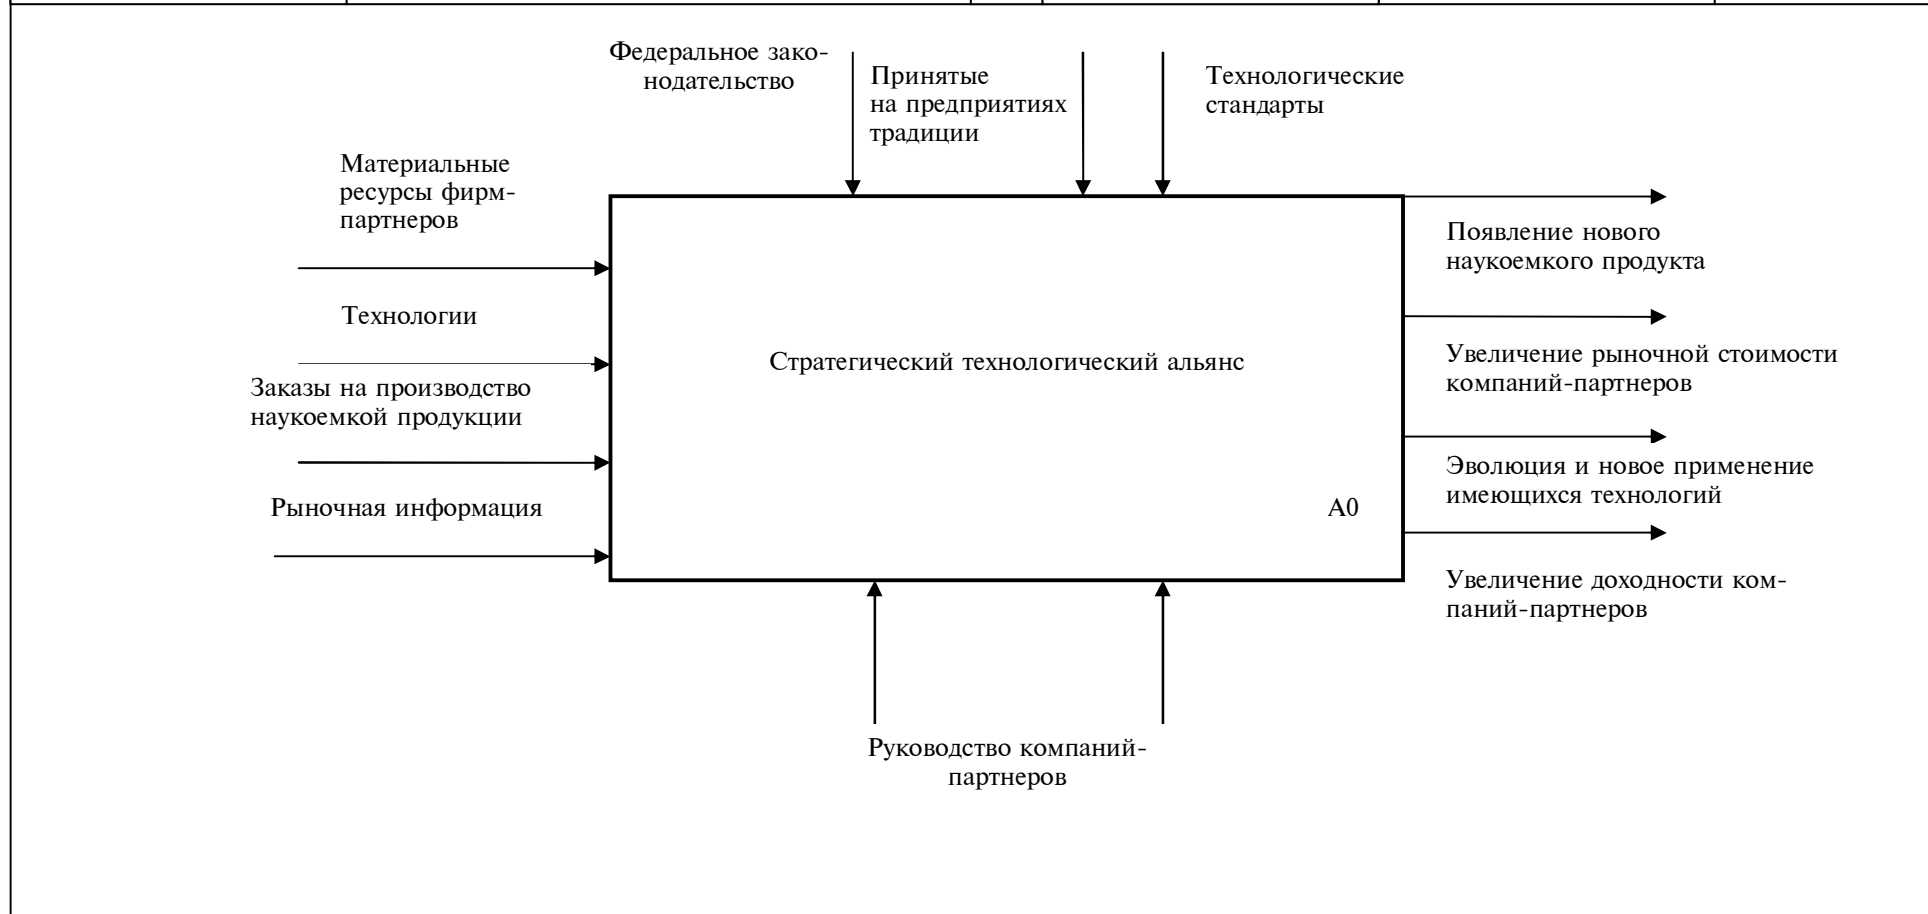 Федеральное зако-
нодательство
Принятые
на предприятиях
традиции
Технологические
стандарты
Материальные
ресурсы фирм-
партнеров
Технологии
Заказы на производство
наукоемкой продукции
Рыночная информация
Стратегический технологический альянс
А0
Появление нового
наукоемкого продукта
Увеличение рыночной стоимости
компаний-партнеров
Эволюция и новое применение
имеющихся технологий
Увеличение доходности ком-
паний-партнеров
Руководство компаний-
партнеров